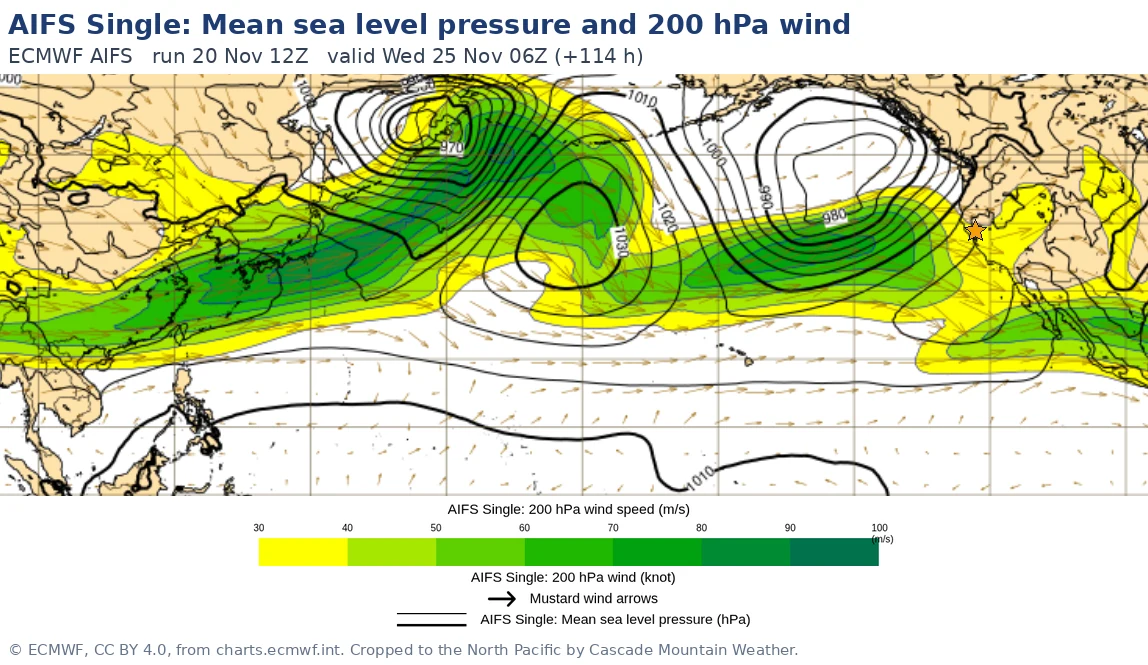 AIFS Single: Mean sea level pressure and 200 hPa wind
ECMWF AIFS run 20 Nov 12Z valid Wed 25 Nov 06Z (+114 h)
1010
970
1000
990
980
1020
1030
1010
AIFS Single: 200 hPa wind speed (m/s)
30 40 50 60 70 80 90 100
(m/s)
AIFS Single: 200 hPa wind (knot)
Mustard wind arrows
AIFS Single: Mean sea level pressure (hPa)
© ECMWF, CC BY 4.0, from charts.ecmwf.int. Cropped to the North Pacific by Cascade Mountain Weather.